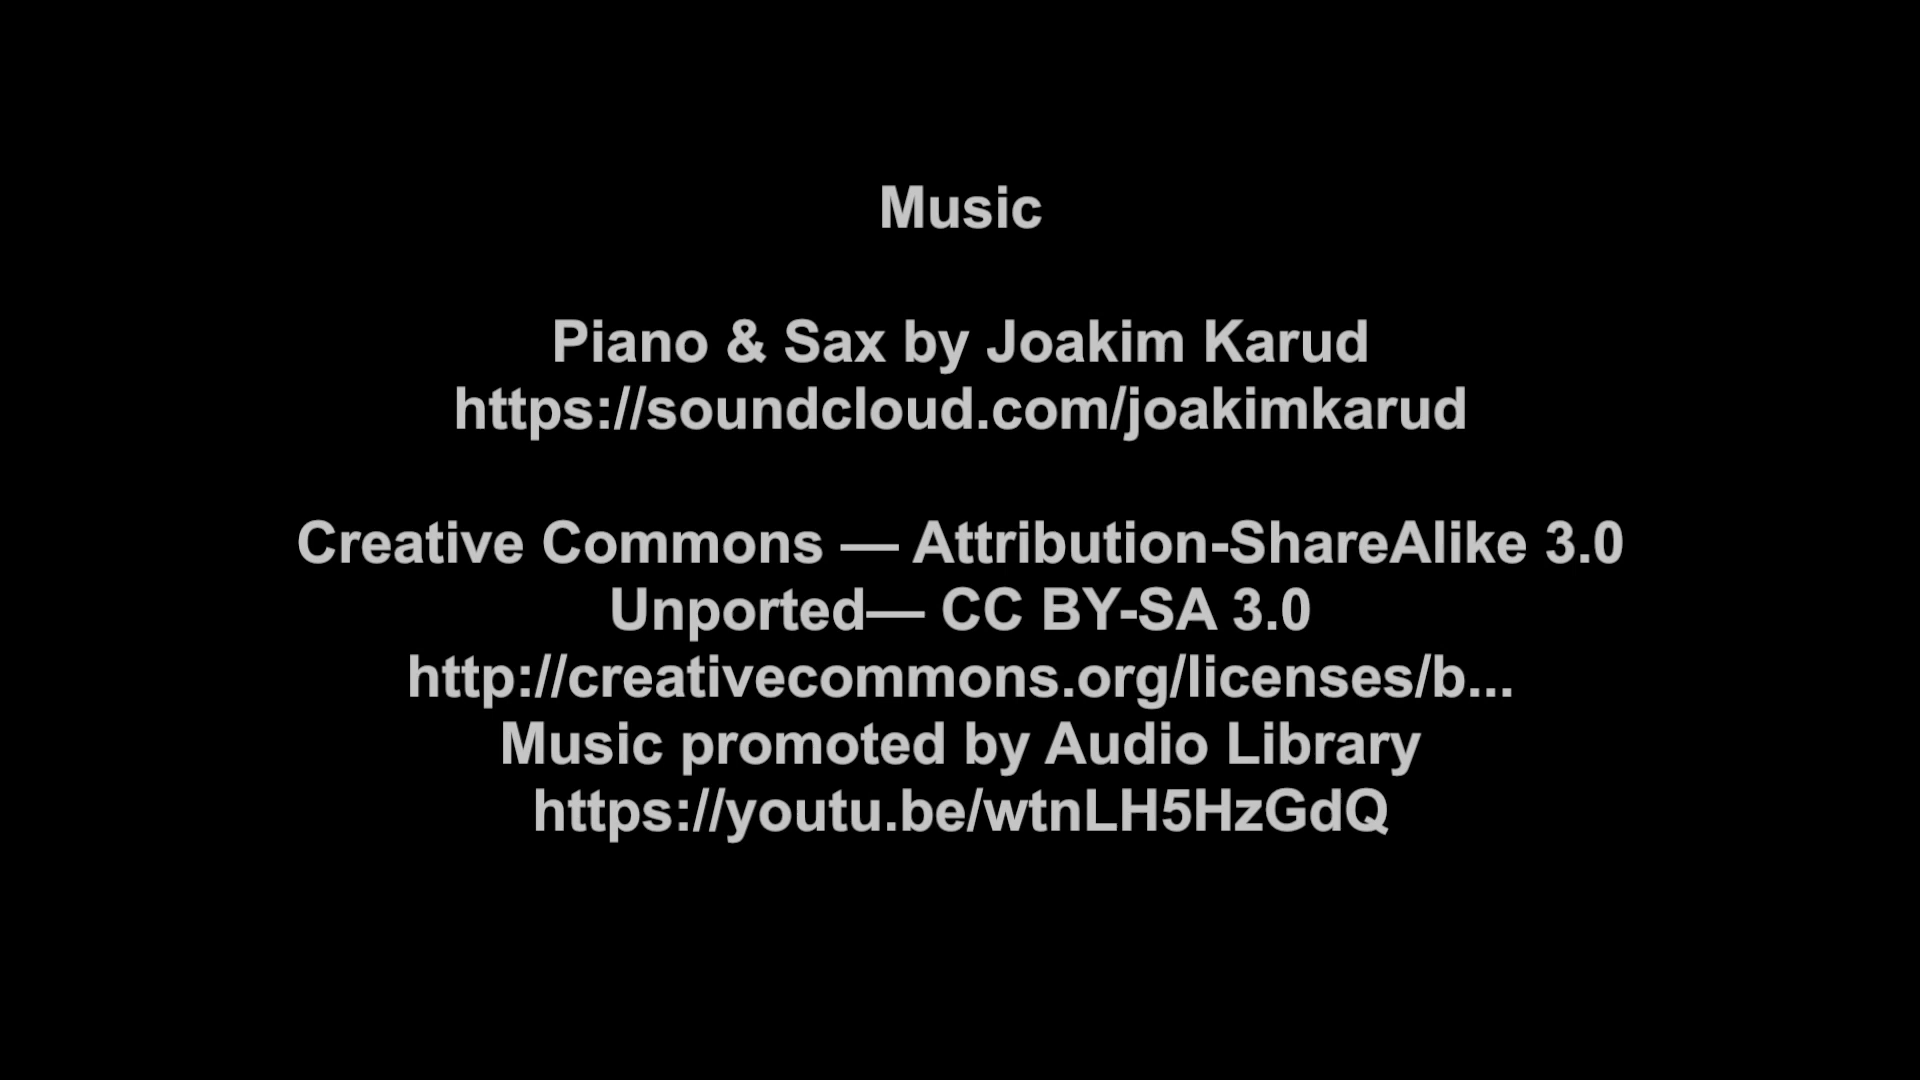 Music
Piano & Sax by Joakim Karud
https://soundcloud.com/joakimkarud
Creative Commons — Attribution-ShareAlike 3.0
Unported— CC BY-SA 3.0
http://creativecommons.org/licenses/b...
Music promoted by Audio Library
https://youtu.be/wtnLH5HzGdQ